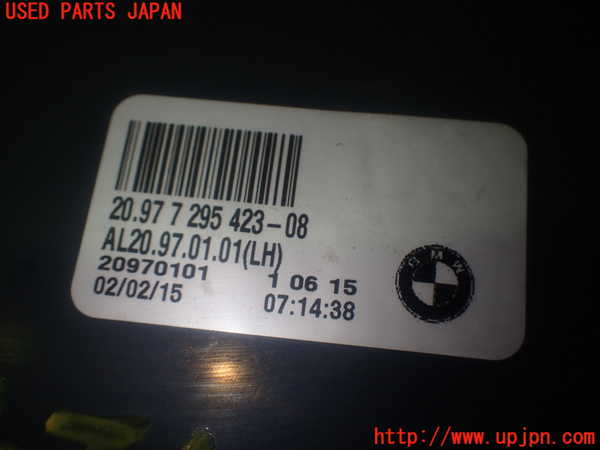 USED PARTS JAPAN
20.97 7 295 423-08
AL20.97.01.01(LH)
20970101 1 06 15
02/02/15 07:14:38
BMW
http://www.upjpn.com/